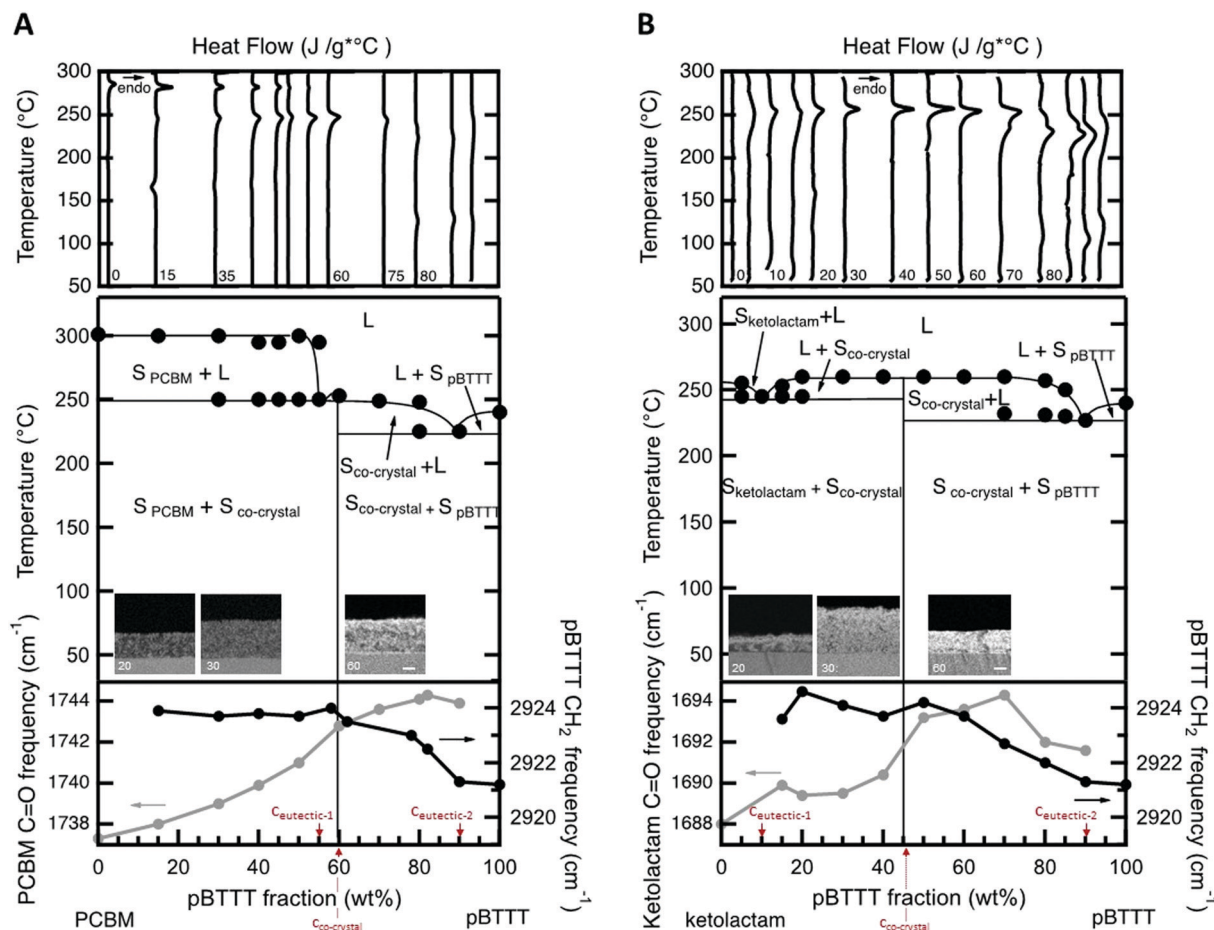 A
Heat Flow (J /g*°C )
Temperature (°C)
300
250
200
150
100
50
endo
0
15
35
60
75
80
Temperature (°C)
300
250
200
150
100
50
L
S PCBM + L
L + S pBTTT
S co-crystal +L
S PCBM + S co-crystal
S co-crystal + S pBTTT
20
30
60
PCBM C=O frequency (cm-1)
1744
1742
1740
1738
pBTTT CH2 frequency (cm-1)
2924
2922
2920
c eutectic-1
c eutectic-2
0
20
40
60
80
100
pBTTT fraction (wt%)
PCBM
pBTTT
c co-crystal
B
Heat Flow (J /g*°C )
Temperature (°C)
300
250
200
150
100
50
endo
0
10
20
30
40
50
60
70
80
Temperature (°C)
300
250
200
150
100
50
S ketolactam+L
L
L + S co-crystal
L + S pBTTT
S co-crystal+L
S ketolactam + S co-crystal
S co-crystal + S pBTTT
20
30:
60
Ketolactam C=O frequency (cm-1)
1694
1692
1690
1688
pBTTT CH2 frequency (cm-1)
2924
2922
2920
c eutectic-1
c eutectic-2
0
20
40
60
80
100
pBTTT fraction (wt%)
ketolactam
pBTTT
c co-crystal